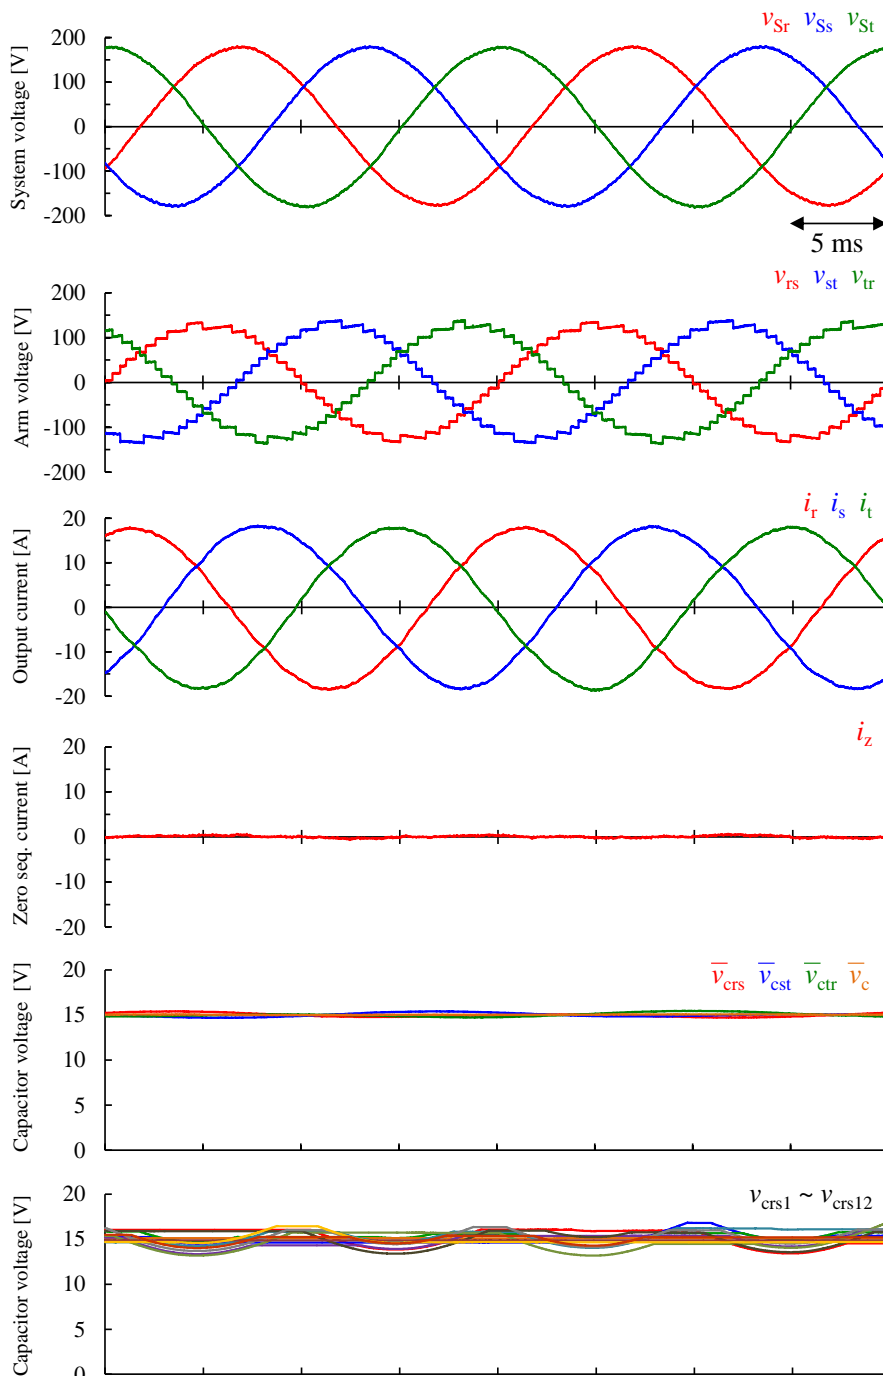 v_Sr v_Ss v_St
System voltage [V]
200
100
0
-100
-200
5 ms
v_rs v_st v_tr
Arm voltage [V]
200
100
0
-100
-200
i_r i_s i_t
Output current [A]
20
10
0
-10
-20
i_z
Zero seq. current [A]
20
10
0
-10
-20
v̅_crs v̅_cst v̅_ctr v̅_c
Capacitor voltage [V]
20
15
10
5
0
v_crs1 ~ v_crs12
Capacitor voltage [V]
20
15
10
5
0